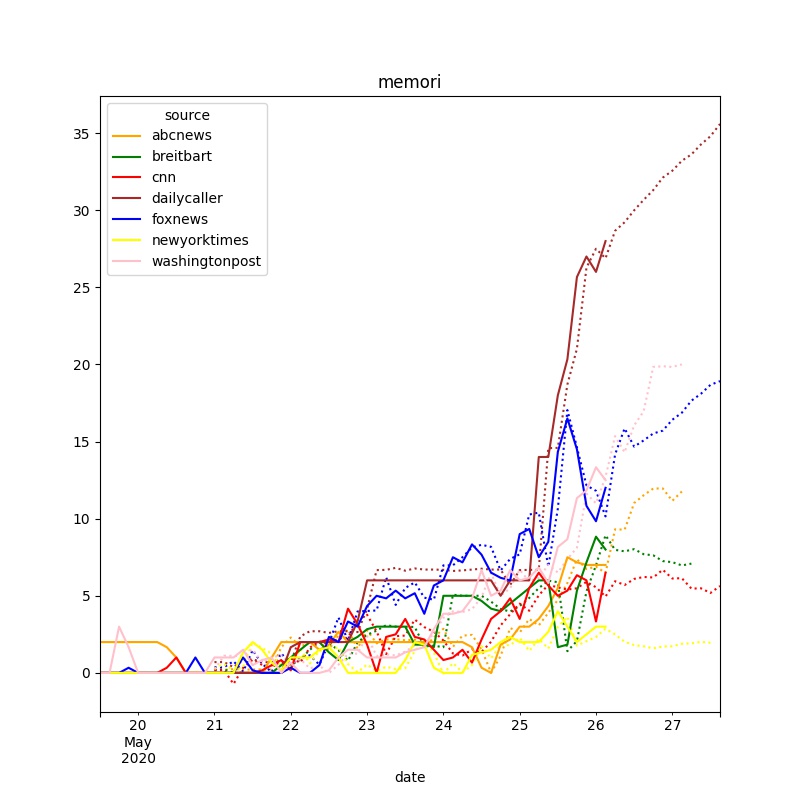 memori
source
abcnews
breitbart
cnn
dailycaller
foxnews
newyorktimes
washingtonpost
35
30
25
20
15
10
5
0
20 21 22 23 24 25 26 27
May
2020
date